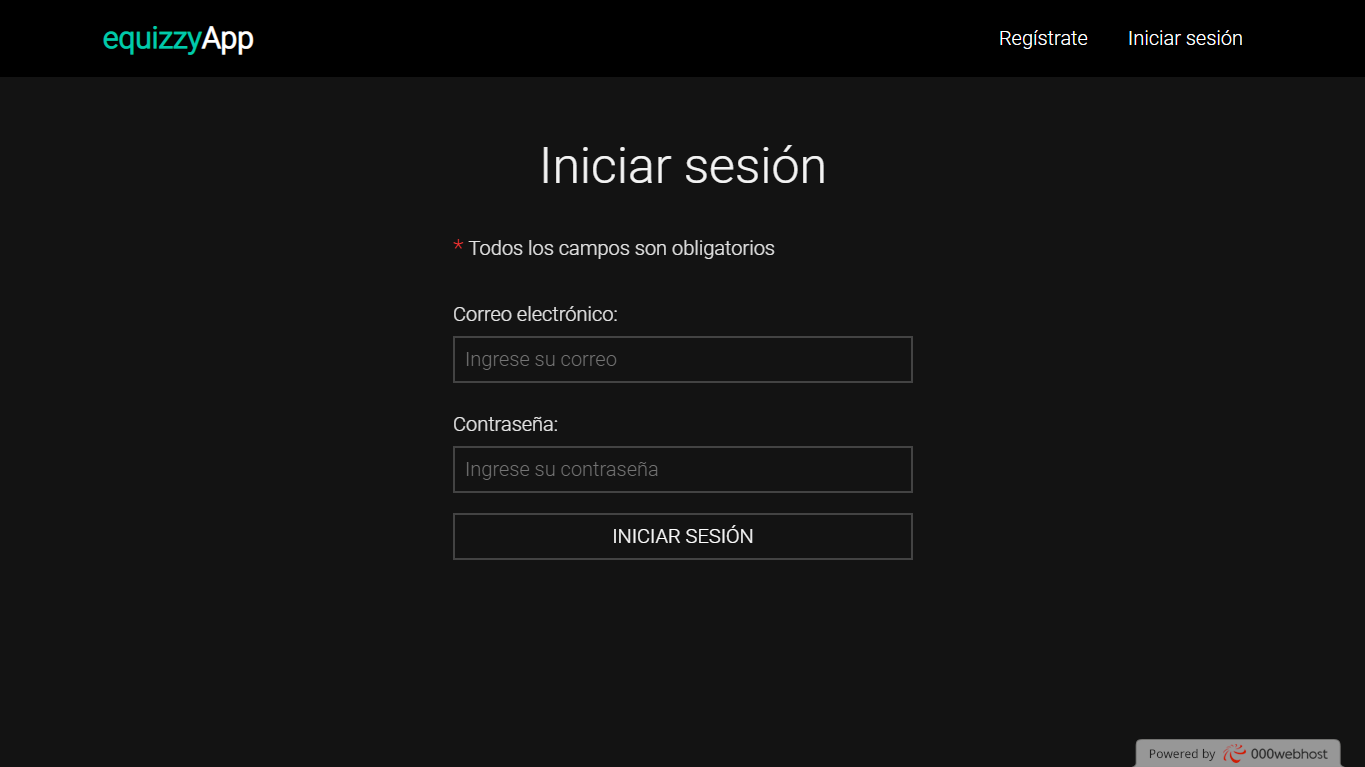 equizzyApp
Regístrate
Iniciar sesión
Iniciar sesión
* Todos los campos son obligatorios
Correo electrónico:
Ingrese su correo
Contraseña:
Ingrese su contraseña
INICIAR SESIÓN
Powered by 000webhost